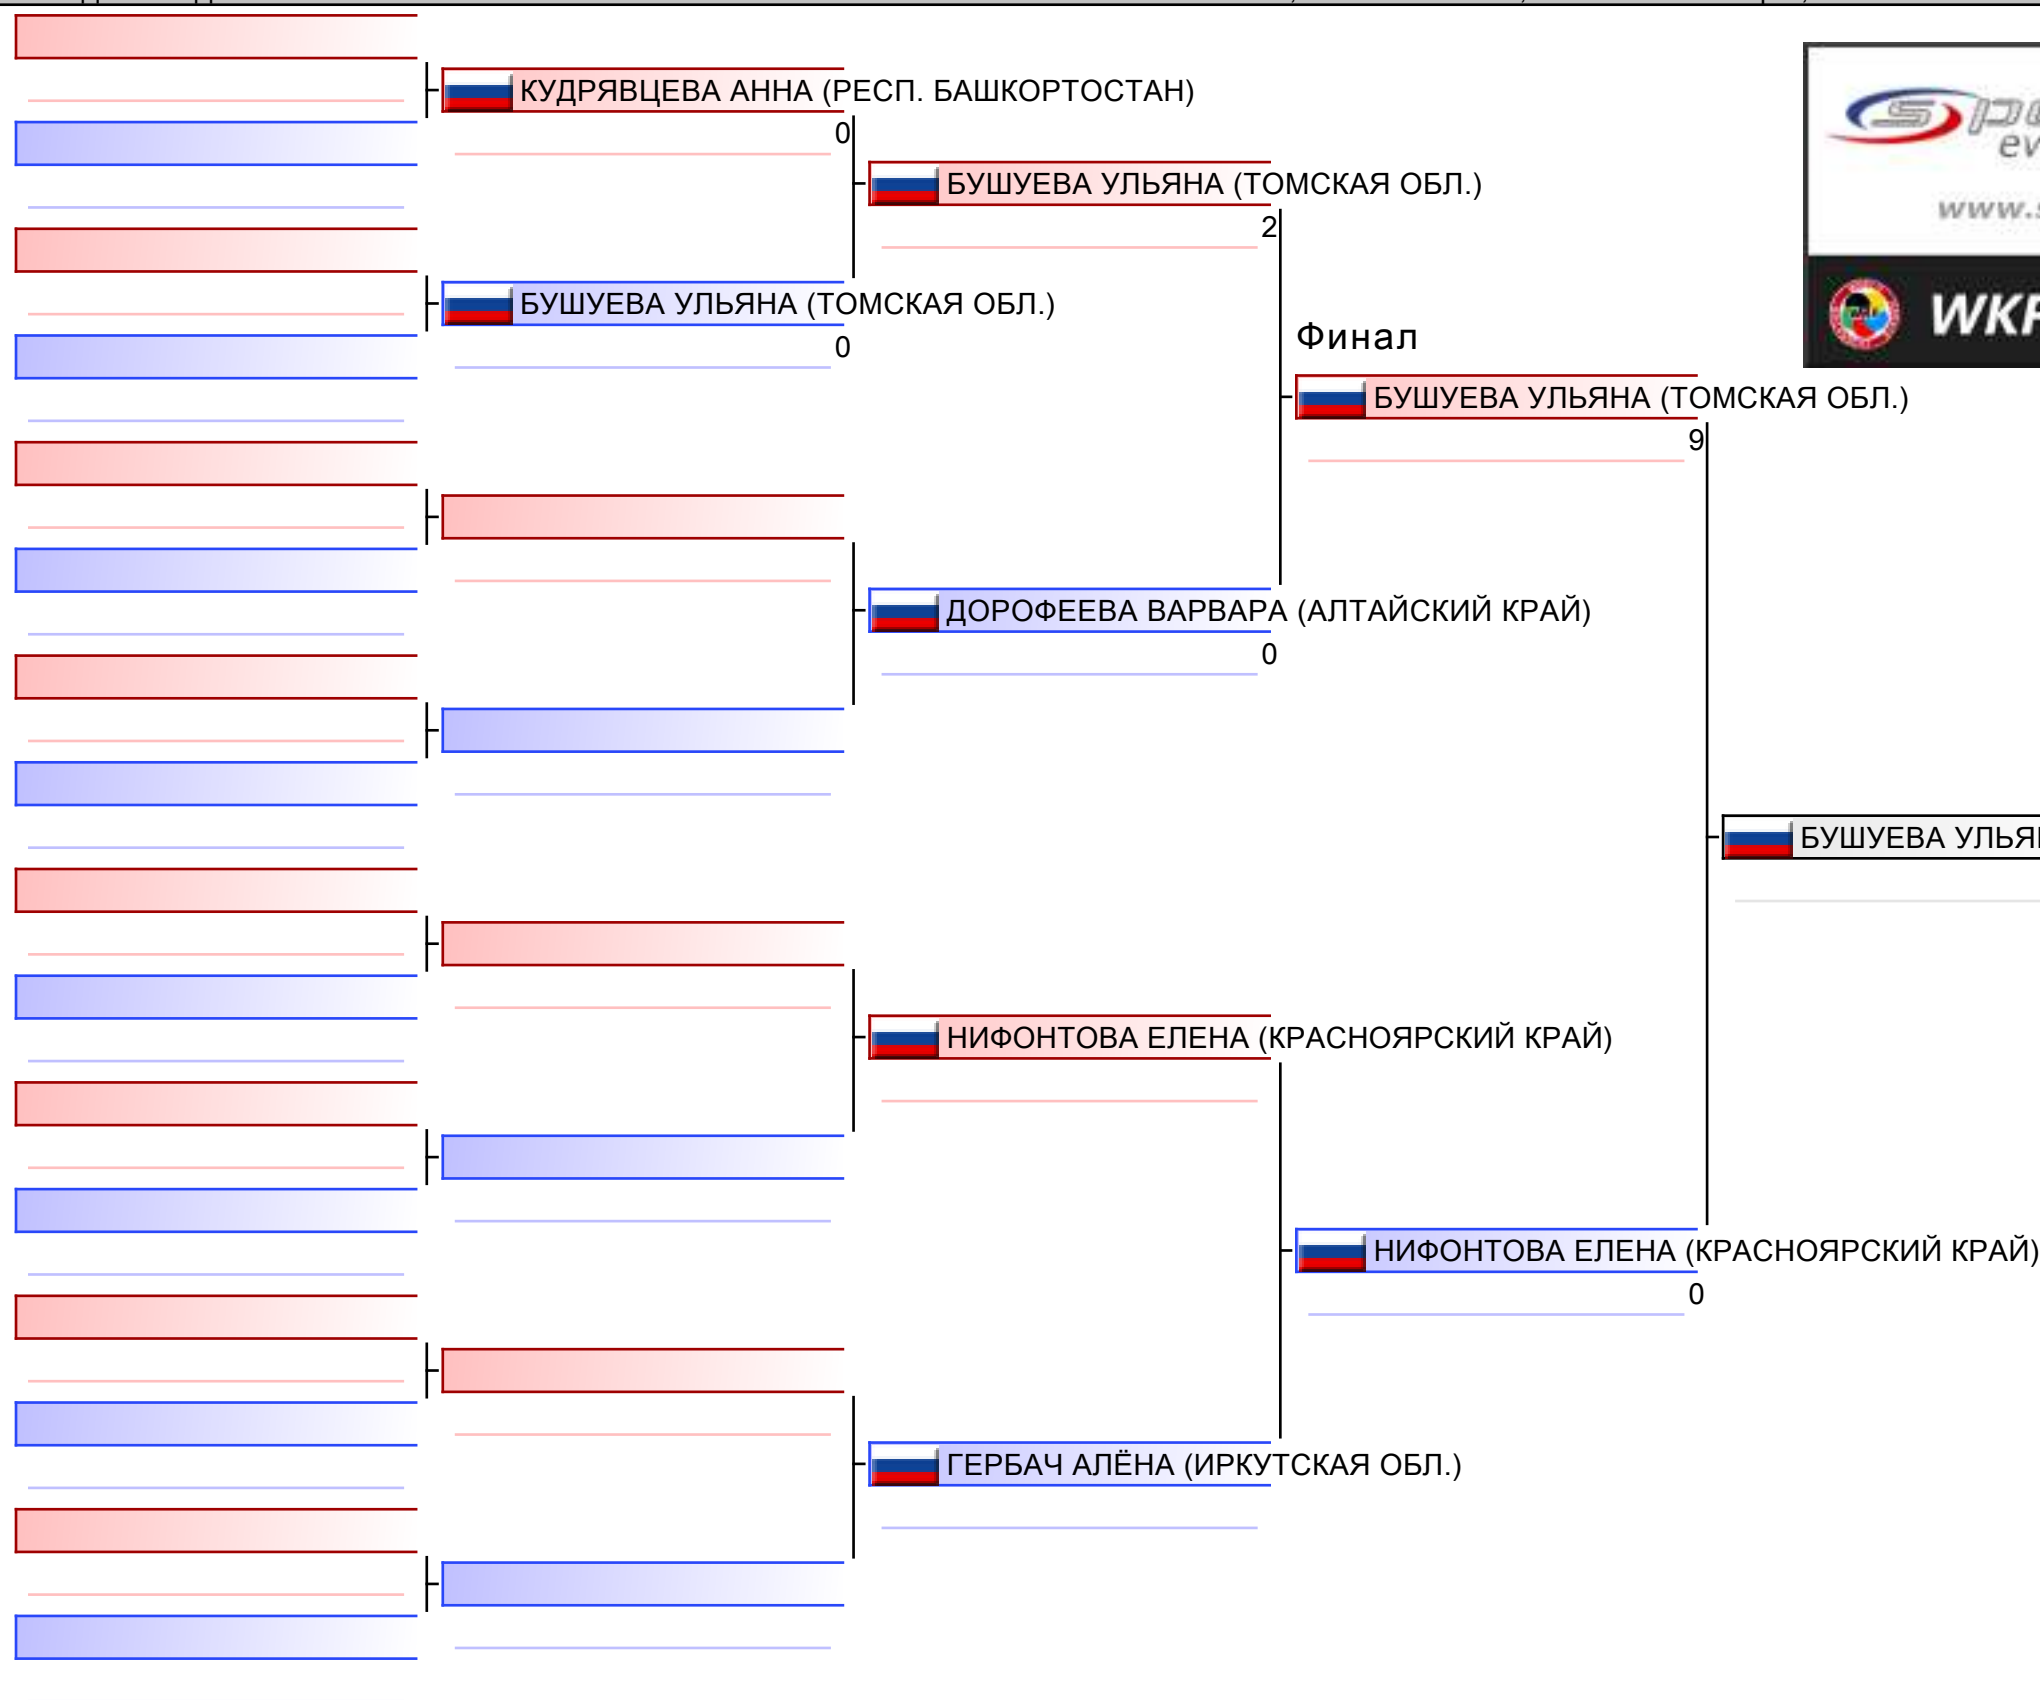 КУДРЯВЦЕВА АННА (РЕСП. БАШКОРТОСТАН)
0
БУШУЕВА УЛЬЯНА (ТОМСКАЯ ОБЛ.)
2
БУШУЕВА УЛЬЯНА (ТОМСКАЯ ОБЛ.)
0
Финал
БУШУЕВА УЛЬЯНА (ТОМСКАЯ ОБЛ.)
9
ДОРОФЕЕВА ВАРВАРА (АЛТАЙСКИЙ КРАЙ)
0
БУШУЕВА
НИФОНТОВА ЕЛЕНА (КРАСНОЯРСКИЙ КРАЙ)
НИФОНТОВА ЕЛЕНА (КРАСНОЯРСКИЙ КРАЙ)
0
ГЕРБАЧ АЛЁНА (ИРКУТСКАЯ ОБЛ.)